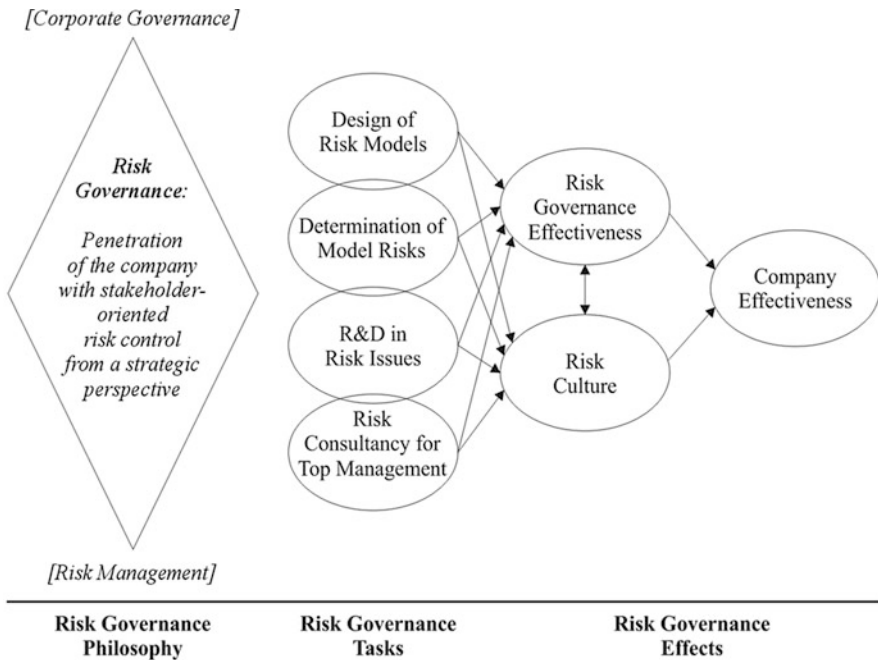 [Corporate Governance]
Risk
Governance:
Penetration
of the company
with stakeholder-
oriented
risk control
from a strategic
perspective
[Risk Management]
Design of
Risk Models
Determination of
Model Risks
R&D in
Risk Issues
Risk
Consultancy for
Top Management
Risk
Governance
Effectiveness
Risk
Culture
Company
Effectiveness
Risk Governance
Philosophy
Risk Governance
Tasks
Risk Governance
Effects